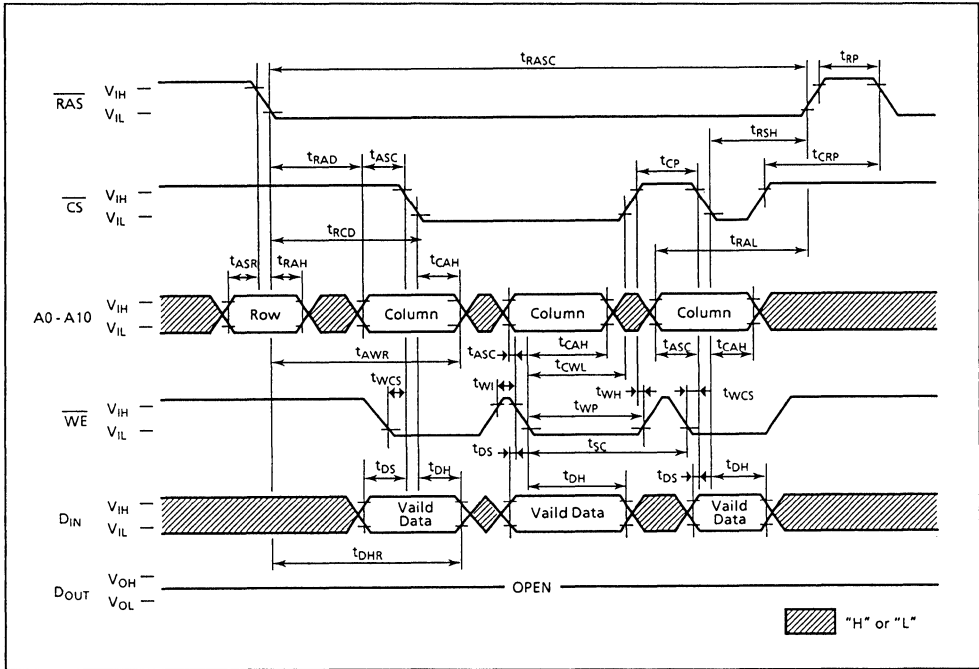 tRASC
tRP
RAS
VIH
VIL
tRSH
tRAD
tASC
tCP
tCRP
CS
VIH
VIL
tRCD
tRAL
tASR
tRAH
tCAH
A0 - A10
VIH
VIL
Row
Column
Column
Column
tAWR
tASC
tCAH
tASC
tCAH
tCWL
tWCS
tWI
tWH
tWCS
WE
VIH
VIL
tWP
tDS
tSC
tDS
tDH
tDH
tDS
tDH
DIN
VIH
VIL
Vaild
Data
Vaild Data
Vaild
Data
tDHR
DOUT
VOH
VOL
OPEN
"H" or "L"